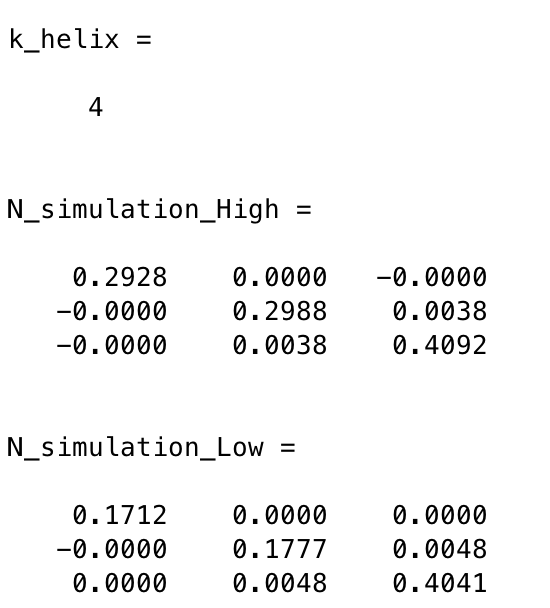 k_helix =
4
N_simulation_High =
0.2928 0.0000 −0.0000
−0.0000 0.2988 0.0038
−0.0000 0.0038 0.4092
N_simulation_Low =
0.1712 0.0000 0.0000
−0.0000 0.1777 0.0048
0.0000 0.0048 0.4041